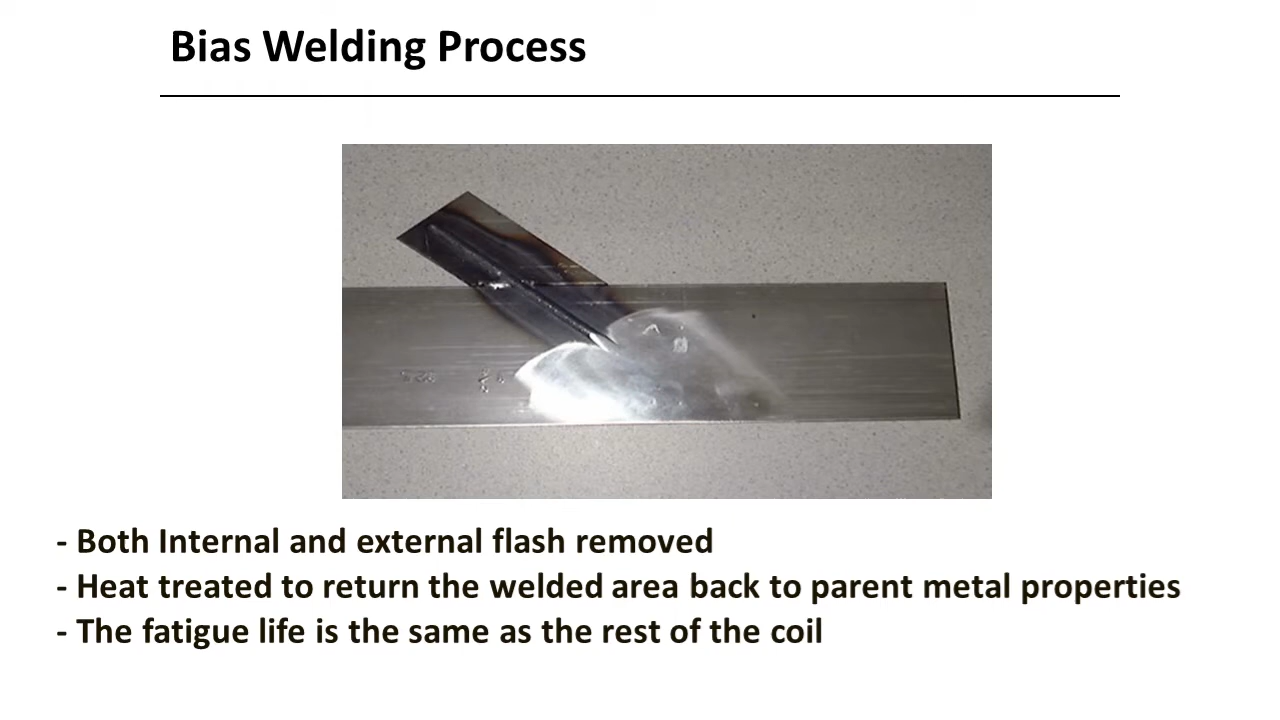 Bias Welding Process
- Both Internal and external flash removed
- Heat treated to return the welded area back to parent metal properties
- The fatigue life is the same as the rest of the coil